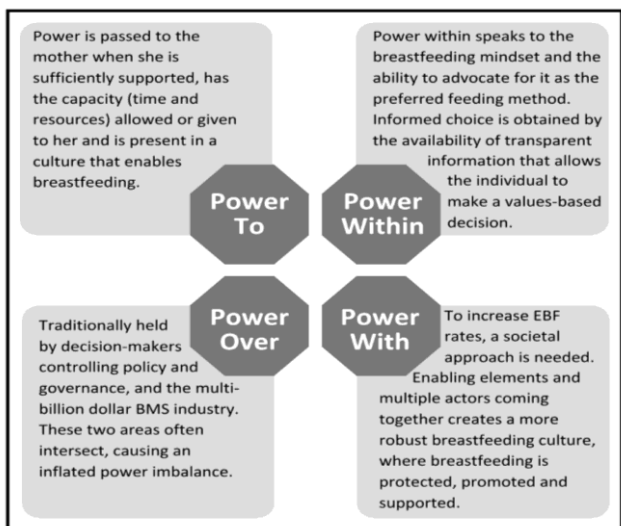 Power is passed to the
mother when she is
sufficiently supported, has
the capacity (time and
resources) allowed or given
to her and is present in a
culture that enables
breastfeeding.
Power
To
Power within speaks to the
breastfeeding mindset and the
ability to advocate for it as the
preferred feeding method.
Informed choice is obtained by
the availability of transparent
information that allows
the individual to
make a values-based
decision.
Power
Within
Traditionally held
by decision-makers
controlling policy and
governance, and the multi-
billion dollar BMS industry.
These two areas often
intersect, causing an
inflated power imbalance.
Power
Over
Power
With
To increase EBF
rates, a societal
approach is needed.
Enabling elements and
multiple actors coming
together creates a more
robust breastfeeding culture,
where breastfeeding is
protected, promoted and
supported.